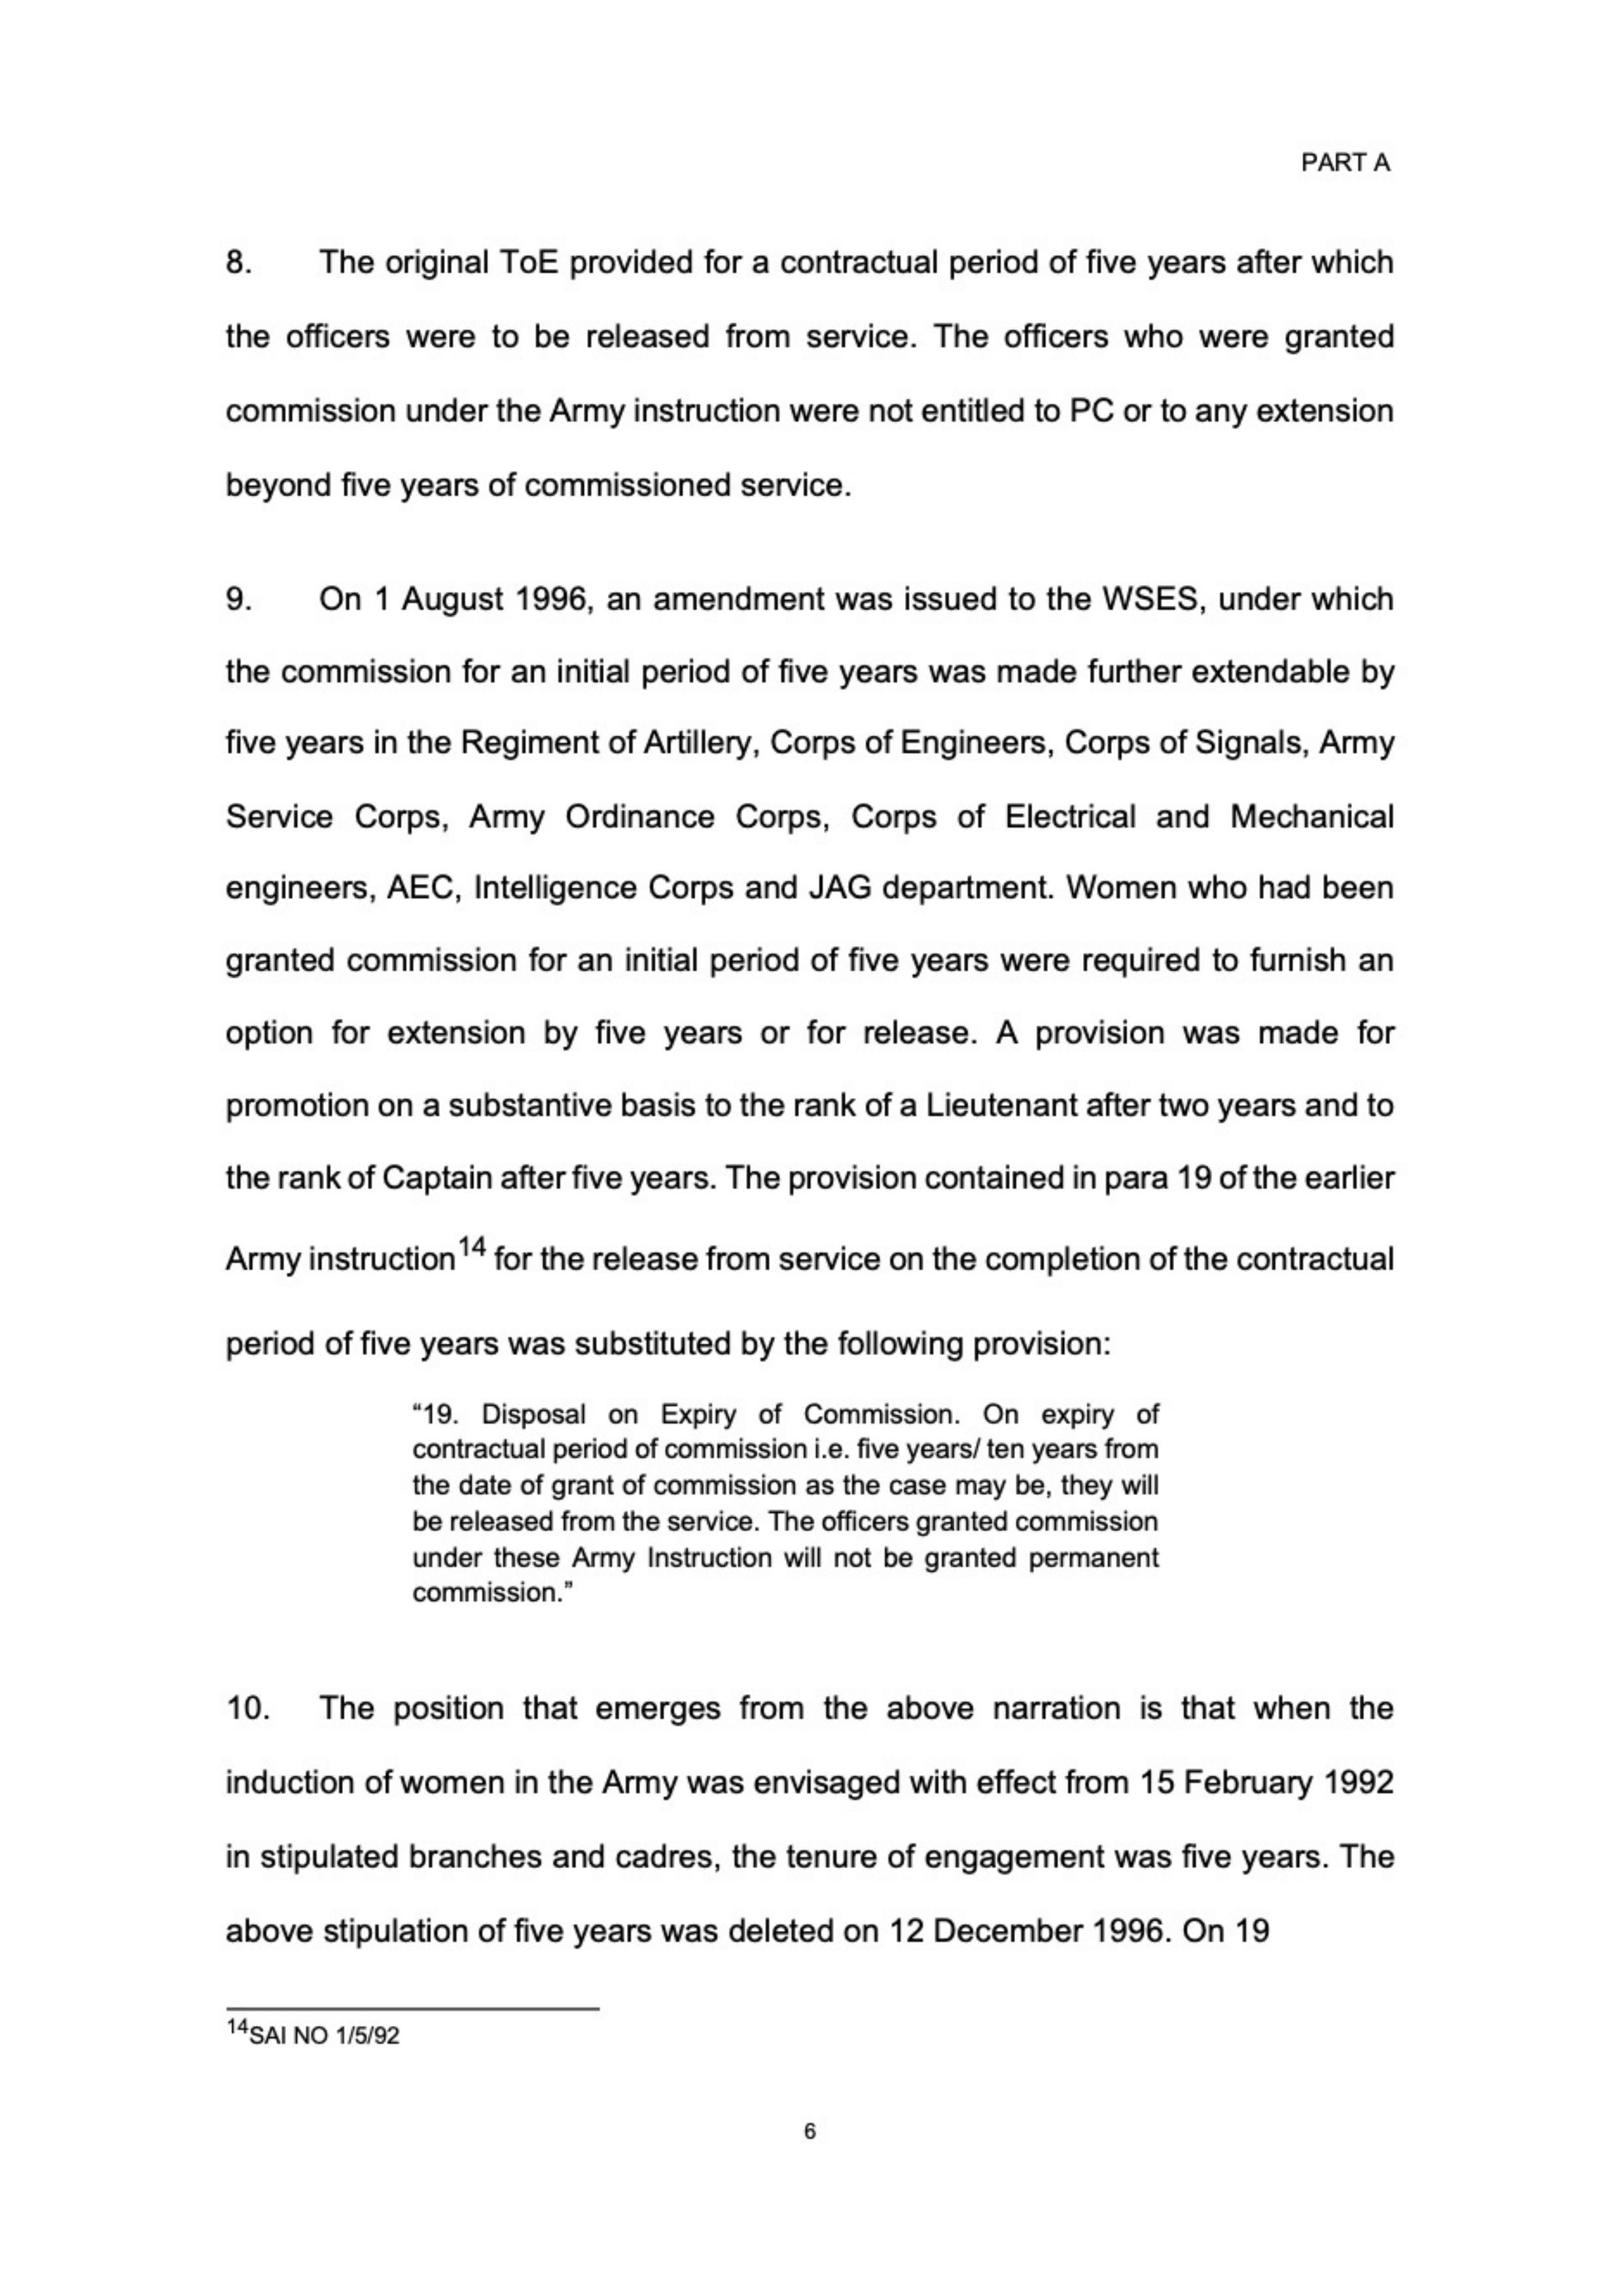 PART A
8. The original ToE provided for a contractual period of five years after which
the officers were to be released from service. The officers who were granted
commission under the Army instruction were not entitled to PC or to any extension
beyond five years of commissioned service.
9. On 1 August 1996, an amendment was issued to the WSES, under which
the commission for an initial period of five years was made further extendable by
five years in the Regiment of Artillery, Corps of Engineers, Corps of Signals, Army
Service Corps, Army Ordinance Corps, Corps of Electrical and Mechanical
engineers, AEC, Intelligence Corps and JAG department. Women who had been
granted commission for an initial period of five years were required to furnish an
option for extension by five years or for release. A provision was made for
promotion on a substantive basis to the rank of a Lieutenant after two years and to
the rank of Captain after five years. The provision contained in para 19 of the earlier
Army instruction14 for the release from service on the completion of the contractual
period of five years was substituted by the following provision:
“19. Disposal on Expiry of Commission. On expiry of
contractual period of commission i.e. five years/ ten years from
the date of grant of commission as the case may be, they will
be released from the service. The officers granted commission
under these Army Instruction will not be granted permanent
commission.”
10. The position that emerges from the above narration is that when the
induction of women in the Army was envisaged with effect from 15 February 1992
in stipulated branches and cadres, the tenure of engagement was five years. The
above stipulation of five years was deleted on 12 December 1996. On 19
14SAI NO 1/5/92
6